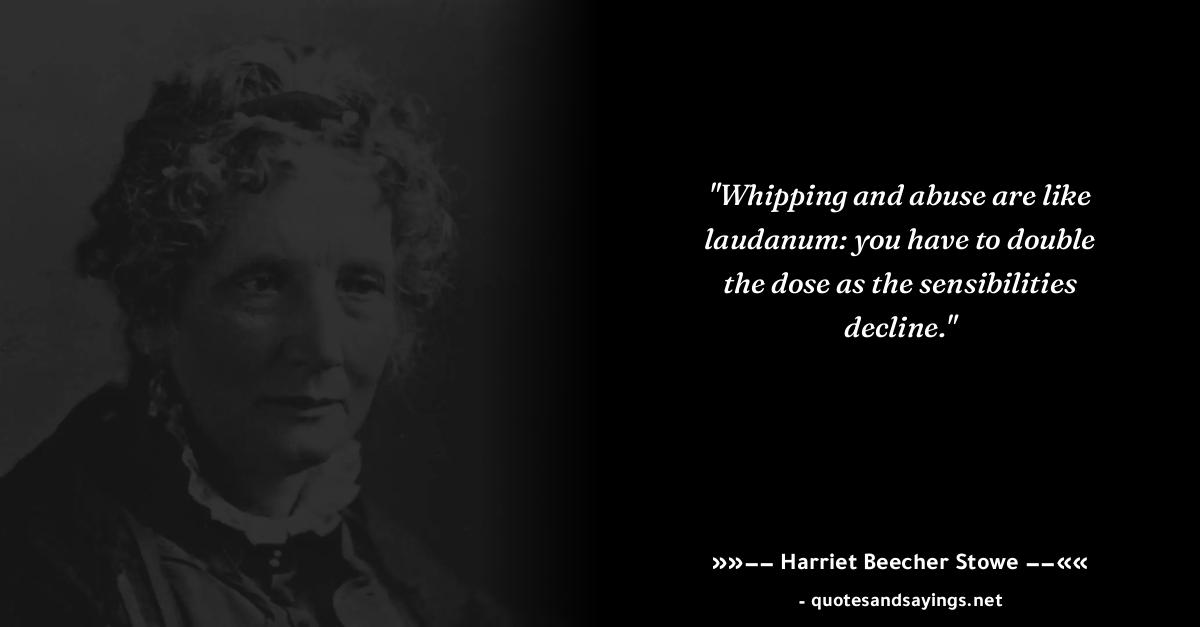 "Whipping and abuse are like
laudanum: you have to double
the dose as the sensibilities
decline."
»»−− Harriet Beecher Stowe −−««
- quotesandsayings.net